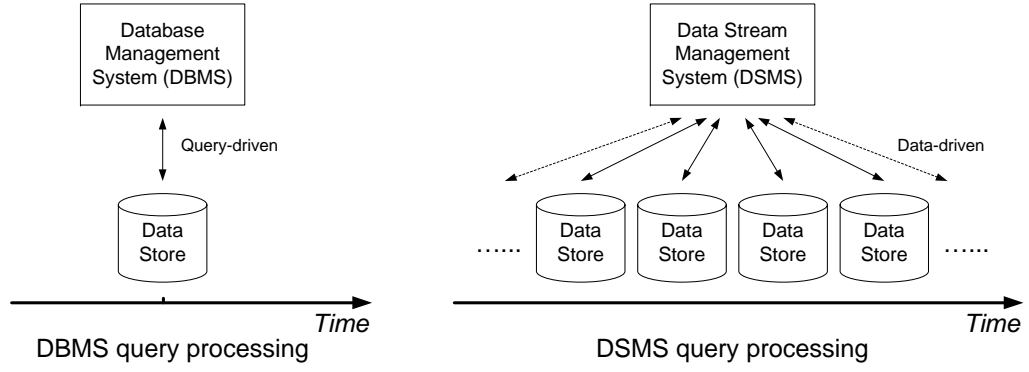 Database
Management
System (DBMS)
Query-driven
Data
Store
Time
DBMS query processing
Data Stream
Management
System (DSMS)
Data-driven
......
Data
Store
Data
Store
Data
Store
Data
Store
......
Time
DSMS query processing